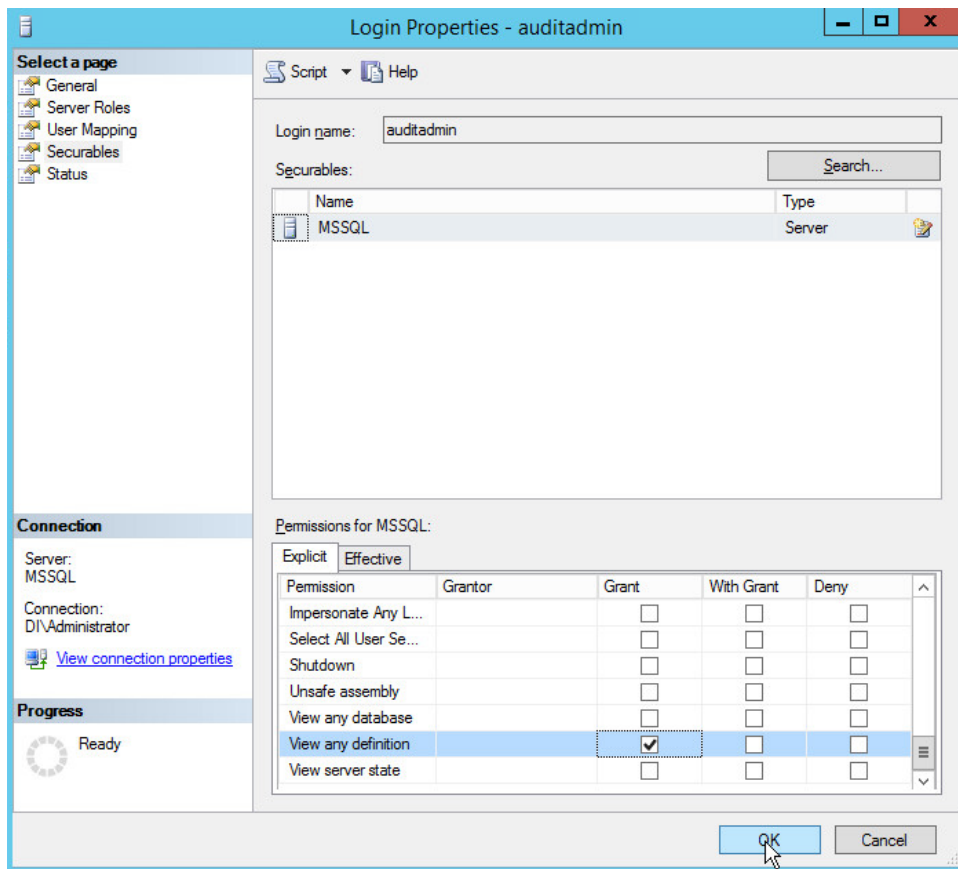 Login Properties - auditadmin
Select a page
General
Server Roles
User Mapping
Securables
Status
Script
Help
Login name:
auditadmin
Securables:
Search...
Name Type
MSSQL Server
Connection
Server:
MSSQL
Connection:
DI\Administrator
View connection properties
Progress
Ready
Permissions for MSSQL:
Explicit Effective
Permission Grantor Grant With Grant Deny
Impersonate Any L...
Select All User Se...
Shutdown
Unsafe assembly
View any database
View any definition
View server state
OK Cancel